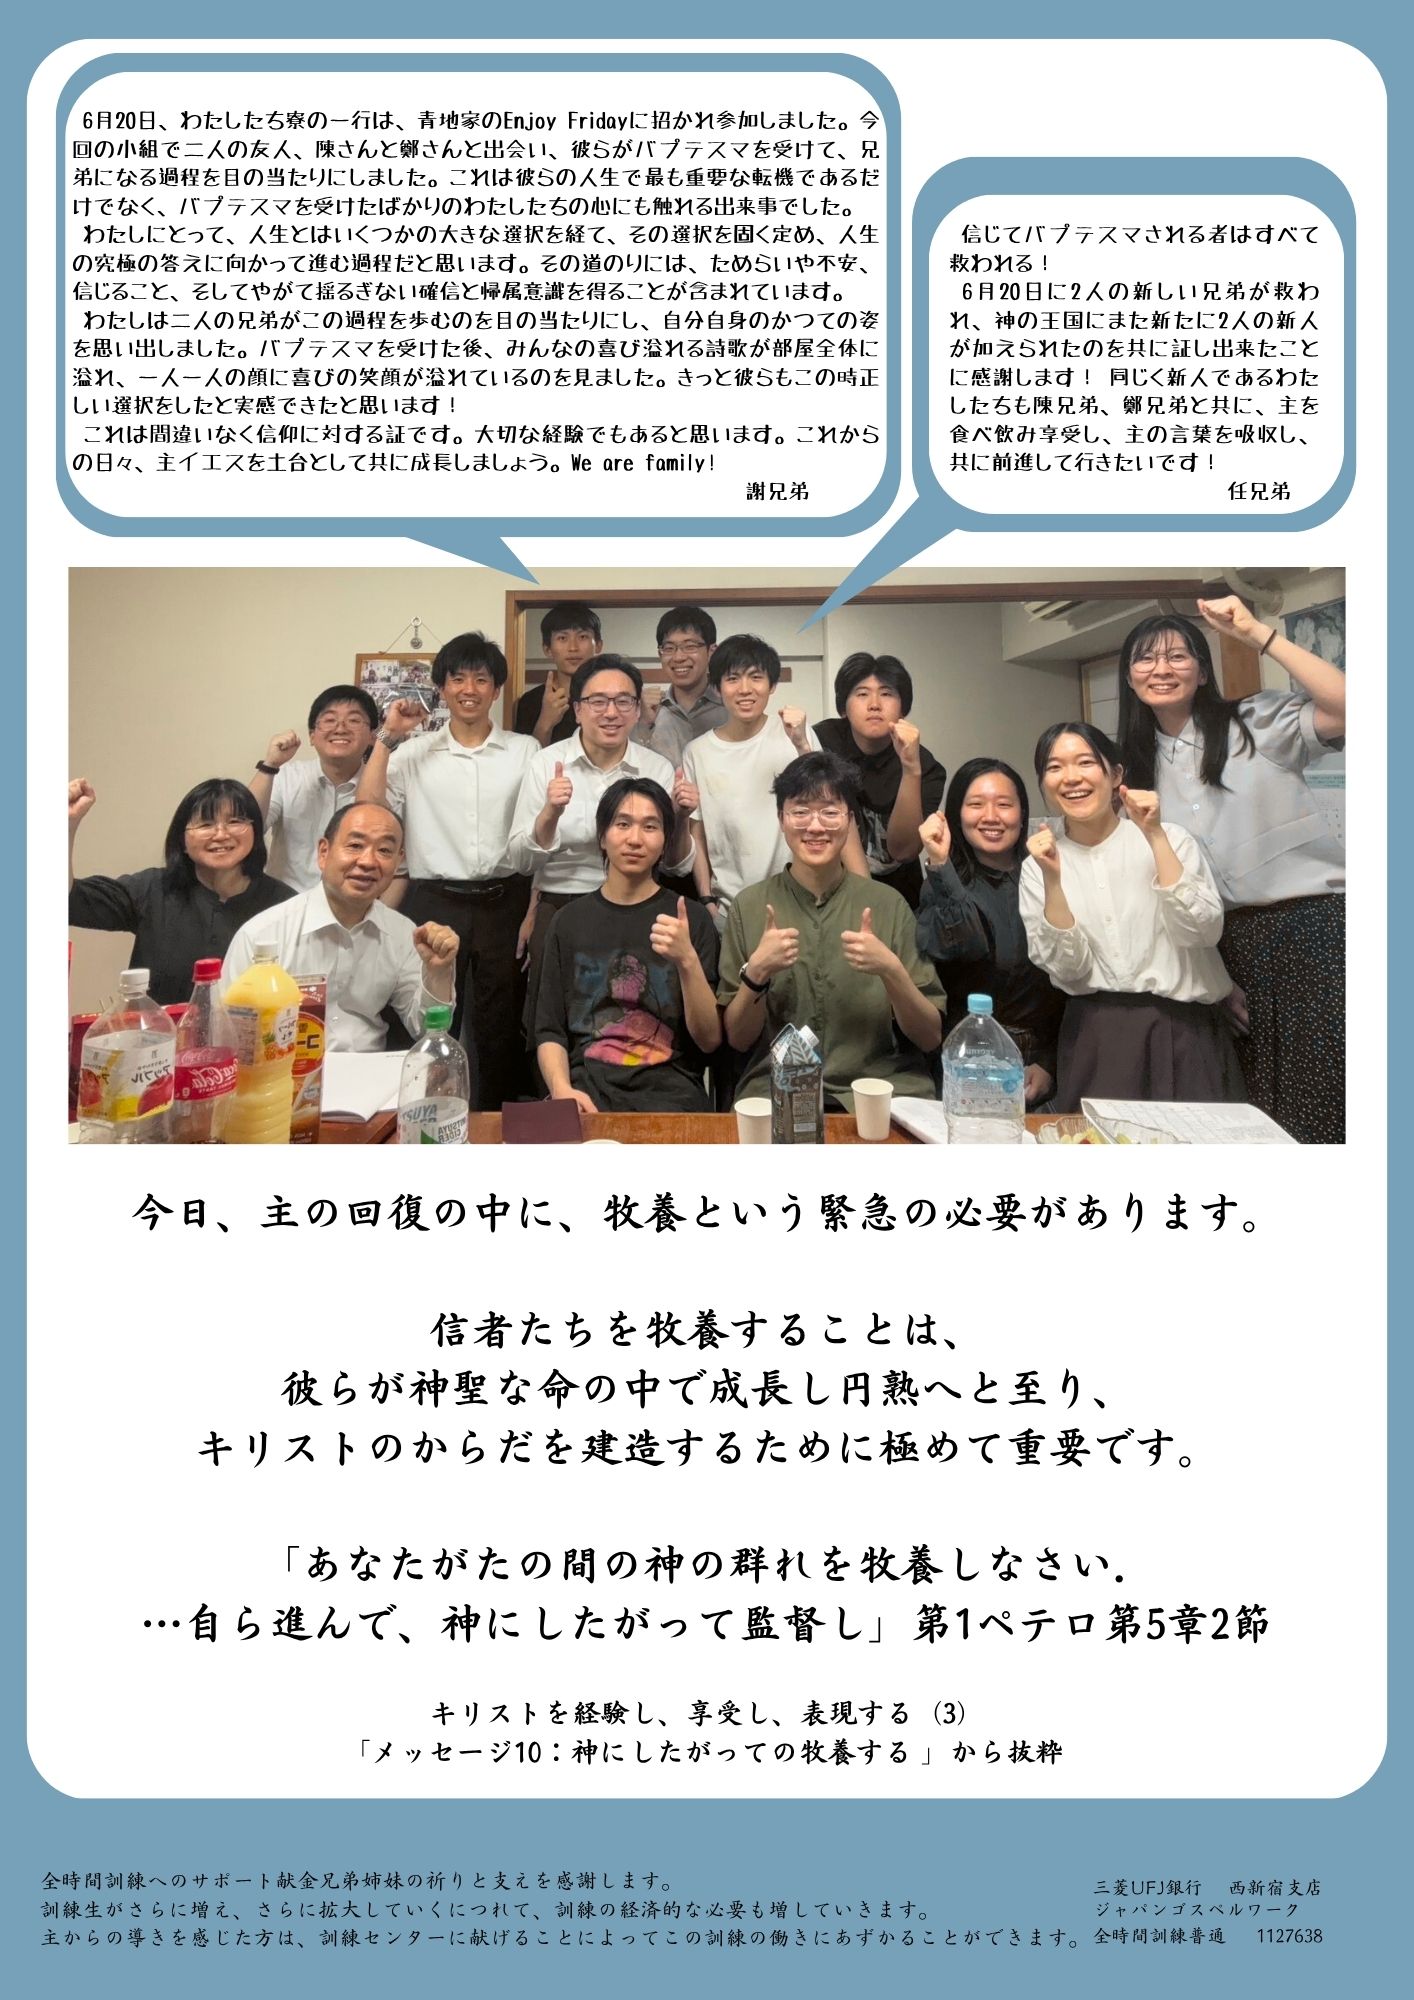 6月20日、わたしたち寮の一行は、青地家のEnjoy Fridayに招かれ参加しました。今
回の小組で二人の友人、陳さんと鄭さんと出会い、彼らがバプテスマを受けて、兄
弟になる過程を目の当たりにしました。これは彼らの人生で最も重要な転機であるだ
けでなく、バプテスマを受けたばかりのわたしたちの心にも触れる出来事でした。
わたしにとって、人生とはいくつかの大きな選択を経て、その選択を固く定め、人生
の究極の答えに向かって進む過程だと思います。その道のりには、ためらいや不安、
信じること、そしてやがて揺るぎない確信と帰属意識を得ることが含まれています。
わたしは二人の兄弟がこの過程を歩むのを目の当たりにし、自分自身のかつての姿
を思い出しました。バプテスマを受けた後、みんなの喜び溢れる詩歌が部屋全体に
溢れ、一人一人の顔に喜びの笑顔が溢れているのを見ました。きっと彼らもこの時正
しい選択をしたと実感できたと思います！
これは間違いなく信仰に対する証です。大切な経験でもあると思います。これから
の日々、主イエスを土台として共に成長しましょう。We are family!
謝兄弟
信じてバプテスマされる者はすべて
救われる！
6月20日に2人の新しい兄弟が救わ
れ、神の王国にまた新たに2人の新人
が加えられたのを共に証し出来たこと
に感謝します！ 同じく新人であるわた
したちも陳兄弟、鄭兄弟と共に、主を
食べ飲み享受し、主の言葉を吸収し、
共に前進して行きたいです！
任兄弟
今日、主の回復の中に、牧養という緊急の必要があります。
信者たちを牧養することは、
彼らが神聖な命の中で成長し円熟へと至り、
キリストのからだを建造するために極めて重要です。
「あなたがたの間の神の群れを牧養しなさい.
…自ら進んで、神にしたがって監督し」第1ペテロ第5章2節
キリストを経験し、享受し、表現する（3）
「メッセージ10：神にしたがっての牧養する 」から抜粋
全時間訓練へのサポート献金兄弟姉妹の祈りと支えを感謝します。
訓練生がさらに増え、さらに拡大していくにつれて、訓練の経済的な必要も増していきます。
主からの導きを感じた方は、訓練センターに献げることによってこの訓練の働きにあずかることができます。
三菱UFJ銀行 西新宿支店
ジャパンゴスペルワーク
全時間訓練普通 1127638